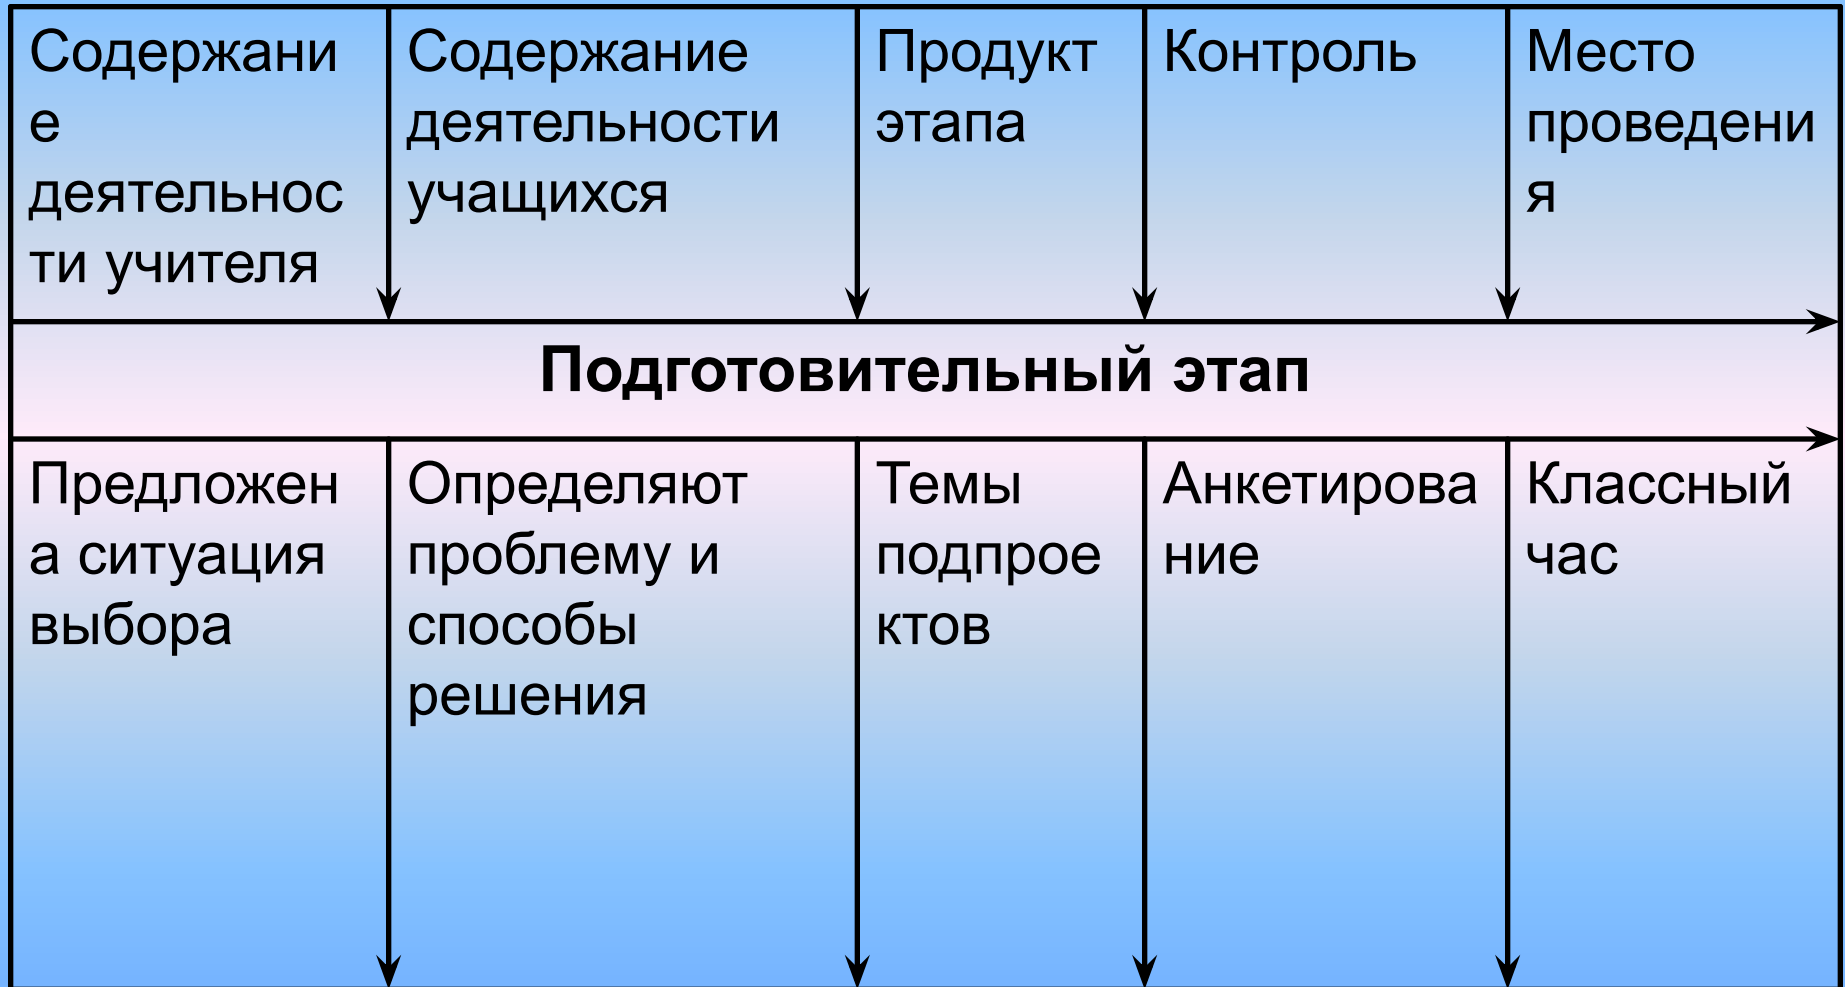 Содержани
е
деятельнос
ти учителя
Содержание
деятельности
учащихся
Продукт
этапа
Контроль
Место
проведени
я
Подготовительный этап
Предложен
а ситуация
выбора
Определяют
проблему и
способы
решения
Темы
подпрое
ктов
Анкетирова
ние
Классный
час